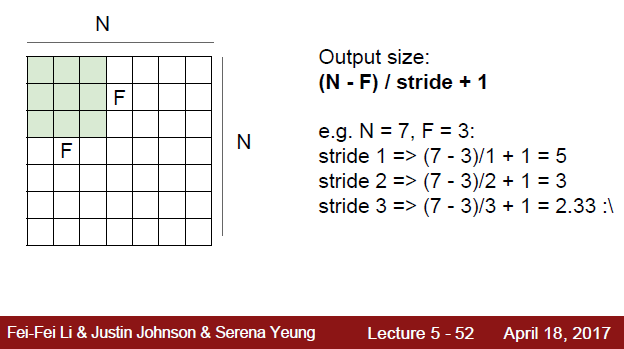 N
F
F
N
Output size:
(N - F) / stride + 1
e.g. N = 7, F = 3:
stride 1 => (7 - 3)/1 + 1 = 5
stride 2 => (7 - 3)/2 + 1 = 3
stride 3 => (7 - 3)/3 + 1 = 2.33 :\
Fei-Fei Li & Justin Johnson & Serena Yeung
Lecture 5 - 52
April 18, 2017